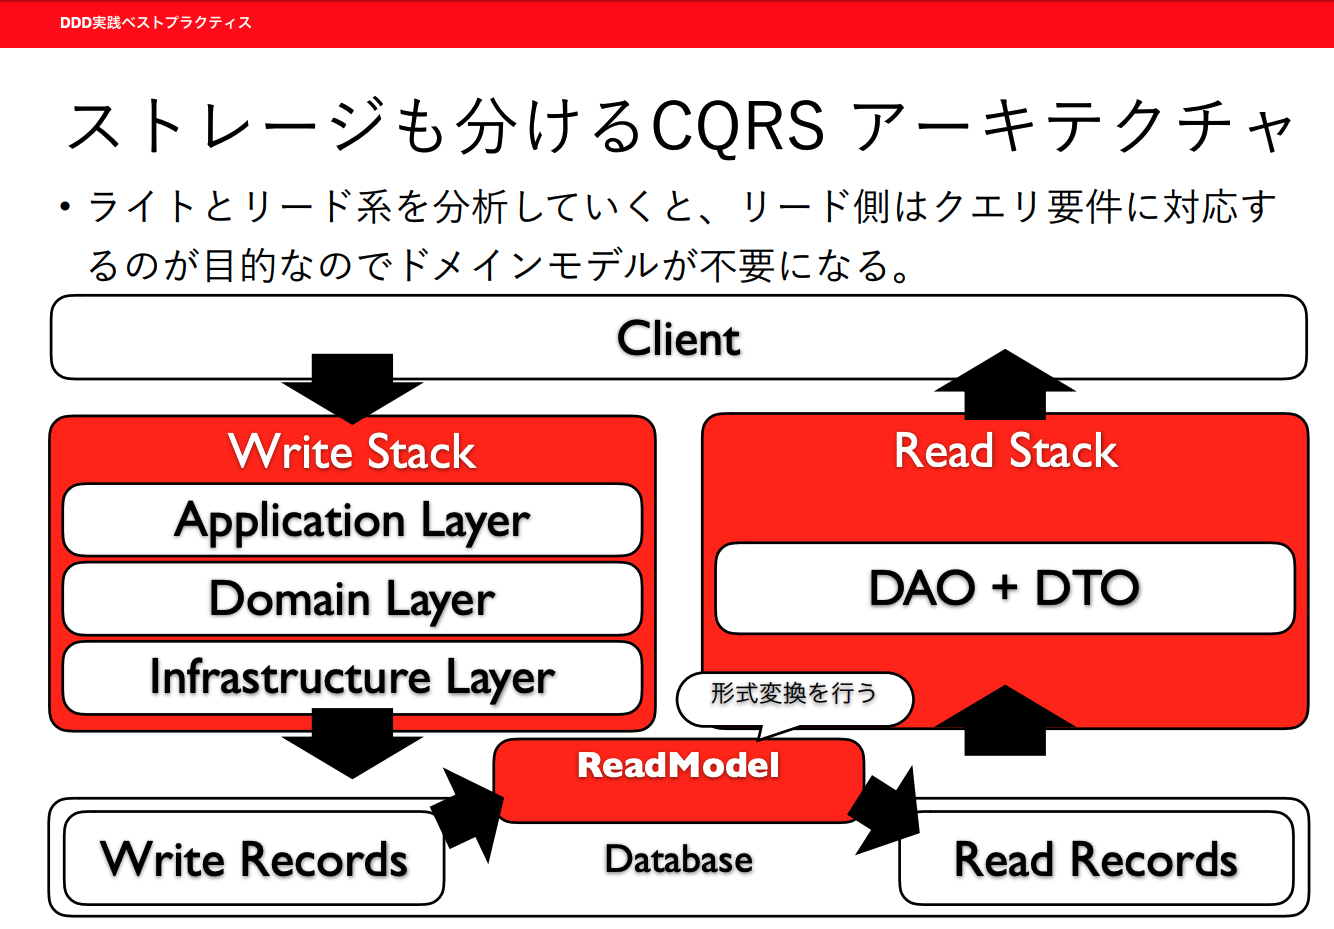 DDD実践ベストプラクティス
ストレージも分けるCQRS アーキテクチャ
• ライトとリード系を分析していくと、リード側はクエリ要件に対応す
るのが目的なのでドメインモデルが不要になる。
Client
Write Stack
Application Layer
Domain Layer
Infrastructure Layer
Read Stack
DAO + DTO
形式変換を行う
ReadModel
Write Records
Database
Read Records